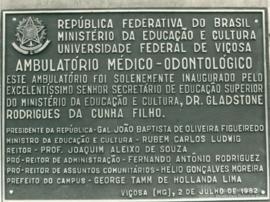 REPÚBLICA FEDERATIVA DO BRASIL
MINISTÉRIO DA EDUCAÇÃO E CULTURA
UNIVERSIDADE FEDERAL DE VIÇOSA
AMBULATÓRIO MÉDICO-ODONTOLÓGICO
ESTE AMBULATÓRIO FOI SOLENEMENTE INAUGURADO PELO
EXCELENTÍSSIMO SENHOR SECRETÁRIO DE EDUCAÇÃO SUPERIOR
DO MINISTÉRIO DA EDUCAÇÃO E CULTURA, DR. GLADSTONE
RODRIGUES DA CUNHA FILHO.
PRESIDENTE DA REPÚBLICA - GAL. JOÃO BAPTISTA DE OLIVEIRA FIGUEIREDO
MINISTRO DA EDUCAÇÃO E CULTURA - RUBEM CARLOS LUDWIG
REITOR - PROF. JOAQUIM ALEIXO DE SOUZA
PRÓ-REITOR DE ADMINISTRAÇÃO - FERNANDO ANTONIO RODRIGUEZ
PRÓ-REITOR DE ASSUNTOS COMUNITÁRIOS - HELIO GONÇALVES MOREIRA
PREFEITO DO CAMPUS - GEORGE TAMM DE HOLLANDA LIMA
VIÇOSA (MG), 2 DE JULHO DE 1982